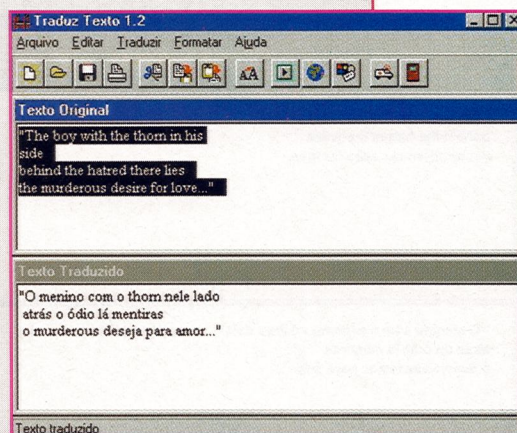 Traduz Texto 1.2
Arquivo Editar Traduzir Formatar Ajuda
Texto Original
"The boy with the thorn in his
side
behind the hatred there lies
the murderous desire for love..."
Texto Traduzido
"O menino com o thorn nele lado
atrás o ódio lá mentiras
o murderous deseja para amor..."
Texto traduzido